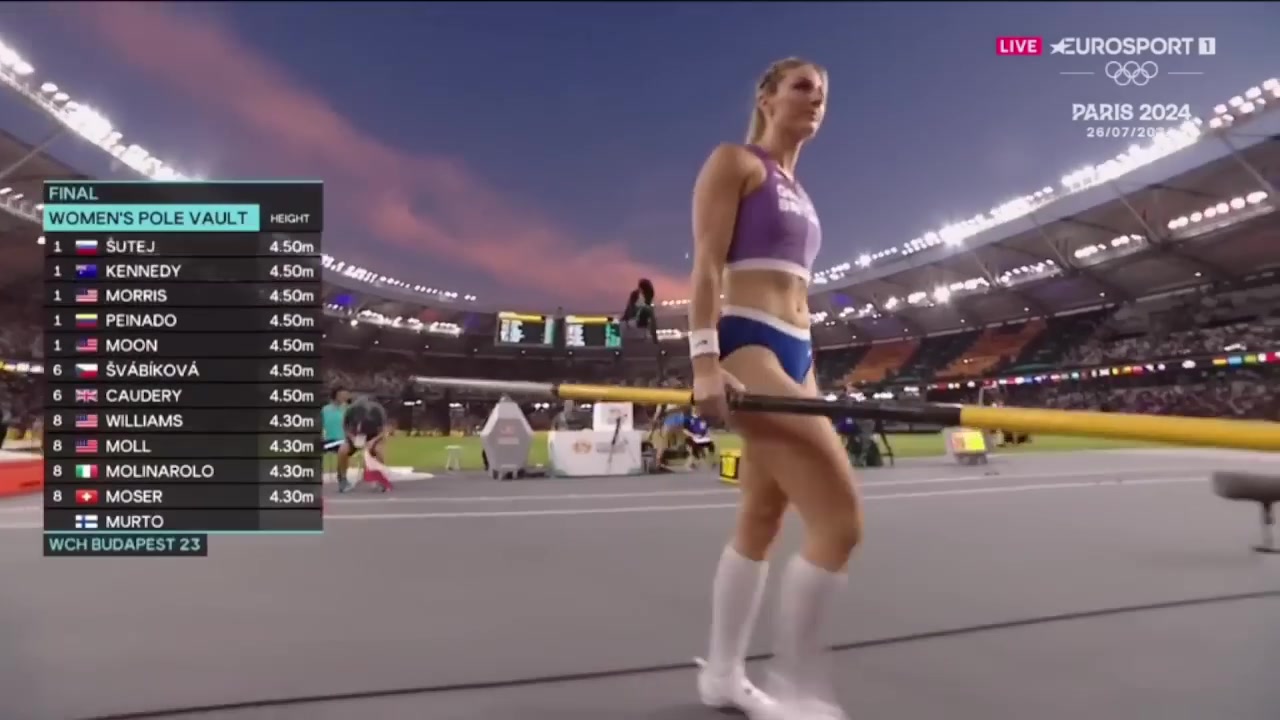 LIVE EUROSPORT 1
PARIS 2024
FINAL
WOMEN'S POLE VAULT HEIGHT
1 ŠUTEJ 4.50m
1 KENNEDY 4.50m
1 MORRIS 4.50m
1 PEINADO 4.50m
1 MOON 4.50m
6 ŠVÁBÍKOVÁ 4.50m
6 CAUDERY 4.50m
8 WILLIAMS 4.30m
8 MOLL 4.30m
8 MOLINAROLO 4.30m
8 MOSER 4.30m
MURTO
WCH BUDAPEST 23